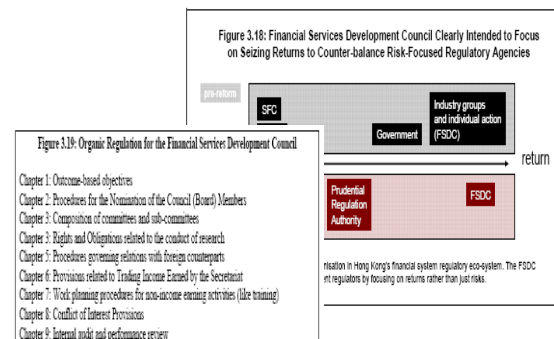 Figure 3.18: Financial Services Development Council Clearly Intended to Focus
on Seizing Returns to Counter-balance Risk-Focused Regulatory Agencies
pre-reform
SFC
Government
Industry groups
and individual action
(FSDC)
return
Prudential
Regulation
Authority
FSDC
nisation in Hong Kong's financial system regulatory eco-system. The FSDC
nt regulators by focusing on returns rather than just risks.
Figure 3.19: Organic Regulation for the Financial Services Development Council
Chapter 1: Outcome-based objectives
Chapter 2: Procedures for the Nomination of the Council (Board) Members
Chapter 3: Composition of committees and sub-committees
Chapter 3: Rights and Obligations related to the conduct of research
Chapter 5: Procedures governing relations with foreign counterparts
Chapter 6: Provisions related to Trading Income Earned by the Secretariat
Chapter 7: Work planning procedures for non-income earning activities (like training)
Chapter 8: Conflict of Interest Provisions
Chapter 9: Internal audit and performance review